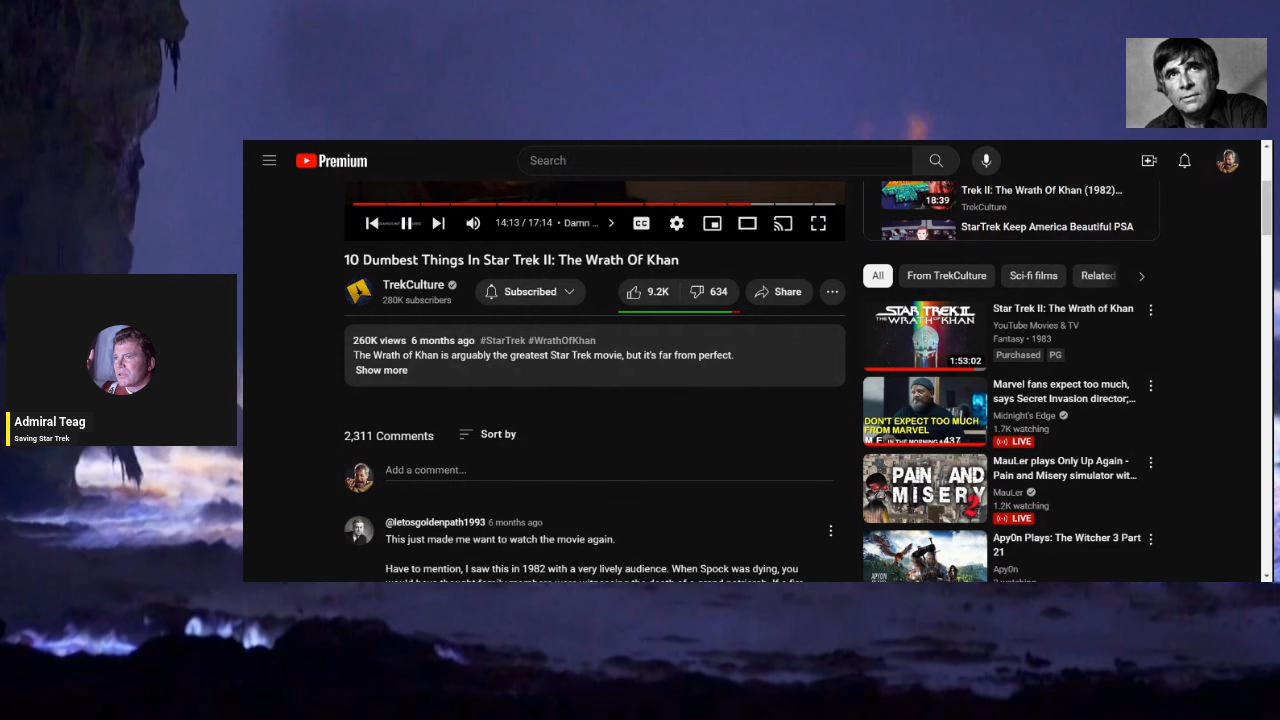 Premium
Search
14:13 / 17:14 • Damn ...
CC
10 Dumbest Things In Star Trek II: The Wrath Of Khan
TrekCulture
280K subscribers
Subscribed
9.2K
634
Share
260K views 6 months ago #StarTrek #WrathOfKhan
The Wrath of Khan is arguably the greatest Star Trek movie, but it's far from perfect.
Show more
2,311 Comments
Sort by
Add a comment...
@letosgoldenpath1993 6 months ago
This just made me want to watch the movie again.
Have to mention, I saw this in 1982 with a very lively audience. When Spock was dying, you
Admiral Teag
Saving Star Trek
18:39
Trek II: The Wrath Of Khan (1982)...
TrekCulture
StarTrek Keep America Beautiful PSA
All
From TrekCulture
Sci-fi films
Related
STAR TREK II
THE WRATH OF KHAN
1:53:02
Star Trek II: The Wrath of Khan
YouTube Movies & TV
Fantasy • 1983
Purchased
PG
DON'T EXPECT TOO MUCH
FROM MARVEL
M.E. IN THE MORNING #437
Marvel fans expect too much,
says Secret Invasion director;...
Midnight's Edge
1.7K watching
LIVE
PAIN AND
MISERY
2
MauLer plays Only Up Again -
Pain and Misery simulator wit...
MauLer
1.2K watching
LIVE
Apy0n Plays: The Witcher 3 Part
21
Apy0n